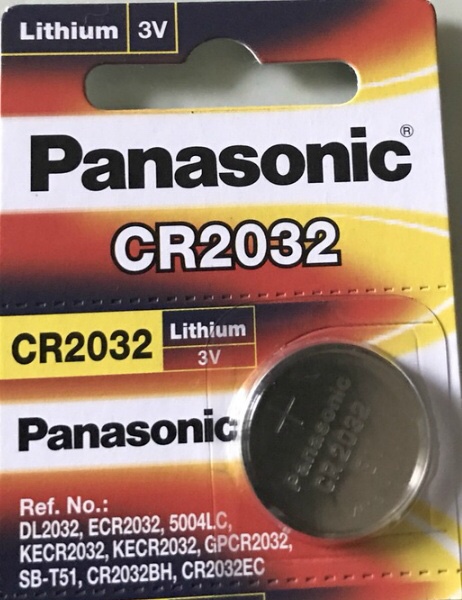 Lithium 3V
Panasonic®
CR2032
CR2032 Lithium
3V
Panasonic
Panasonic
CR2032
Ref. No.:
DL2032, ECR2032, 5004LC,
KECR2032, KECR2032, GPCR2032,
SB-T51, CR2032BH, CR2032EC